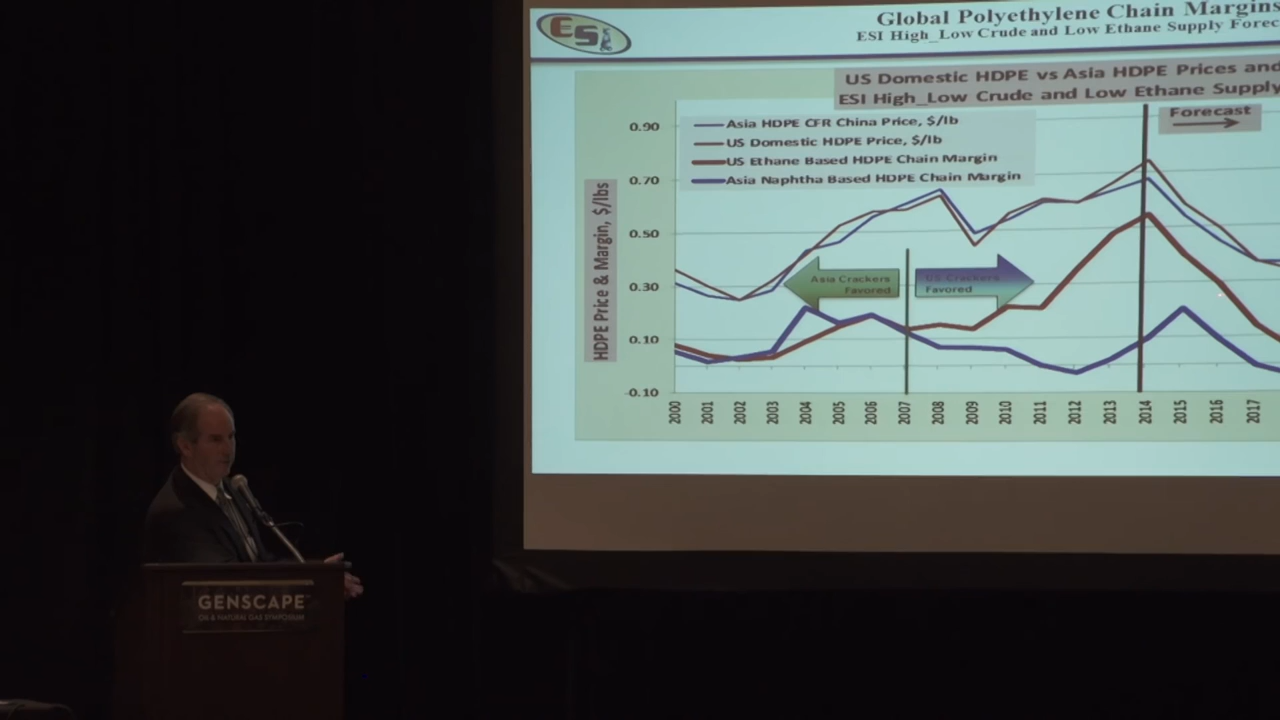 ESi
Global Polyethylene Chain Margins
ESI High_Low Crude and Low Ethane Supply Forec
US Domestic HDPE vs Asia HDPE Prices and
ESI High_Low Crude and Low Ethane Supply
Forecast
Asia HDPE CFR China Price, $/lb
US Domestic HDPE Price, $/lb
US Ethane Based HDPE Chain Margin
Asia Naphtha Based HDPE Chain Margin
HDPE Price & Margin, $/lbs
0.90
0.70
0.50
0.30
0.10
-0.10
Asia Crackers
Favored
US Crackers
Favored
2000 2001 2002 2003 2004 2005 2006 2007 2008 2009 2010 2011 2012 2013 2014 2015 2016 2017
GENSCAPE
OIL & NATURAL GAS SYMPOSIUM